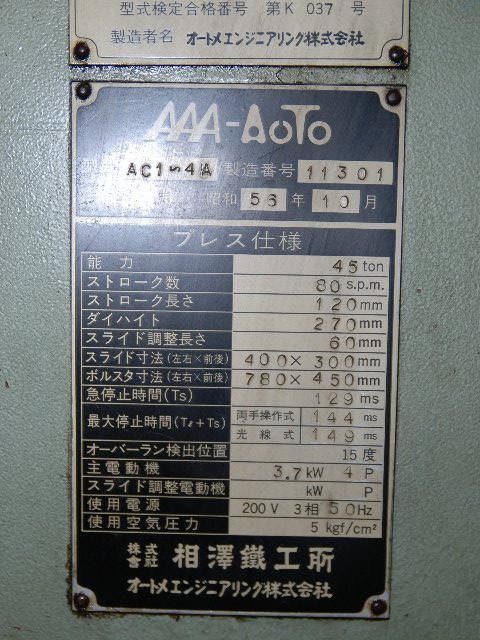 型式検定合格番号 第K 037 号
製造者名 オートメエンジニアリング株式会社
AAA-AOTO
AC1-4A 製造番号 11301
昭和 56 年 10 月
プレス仕様
能力 45 ton
ストローク数 80 s.p.m.
ストローク長さ 120 mm
ダイハイト 270 mm
スライド調整長さ 60 mm
スライド寸法(左右×前後) 400×300 mm
ボルスタ寸法(左右×前後) 780×450 mm
急停止時間(Ts) 129 ms
最大停止時間(Tℓ+Ts) 両手操作式 144 ms
光線式 149 ms
オーバーラン検出位置 15度
主電動機 3.7 kW 4 P
スライド調整電動機 kW P
使用電源 200V 3相 50Hz
使用空気圧力 5 kgf/cm²
株式会社 相澤鐵工所
オートメエンジニアリング株式会社